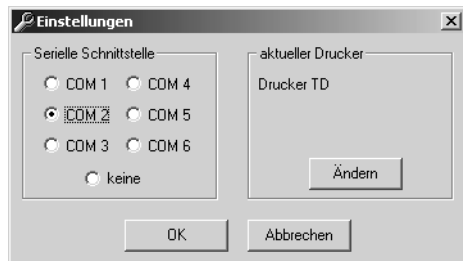 Einstellungen
Serielle Schnittstelle
COM 1
COM 4
COM 2
COM 5
COM 3
COM 6
keine
aktueller Drucker
Drucker TD
Ändern
OK
Abbrechen